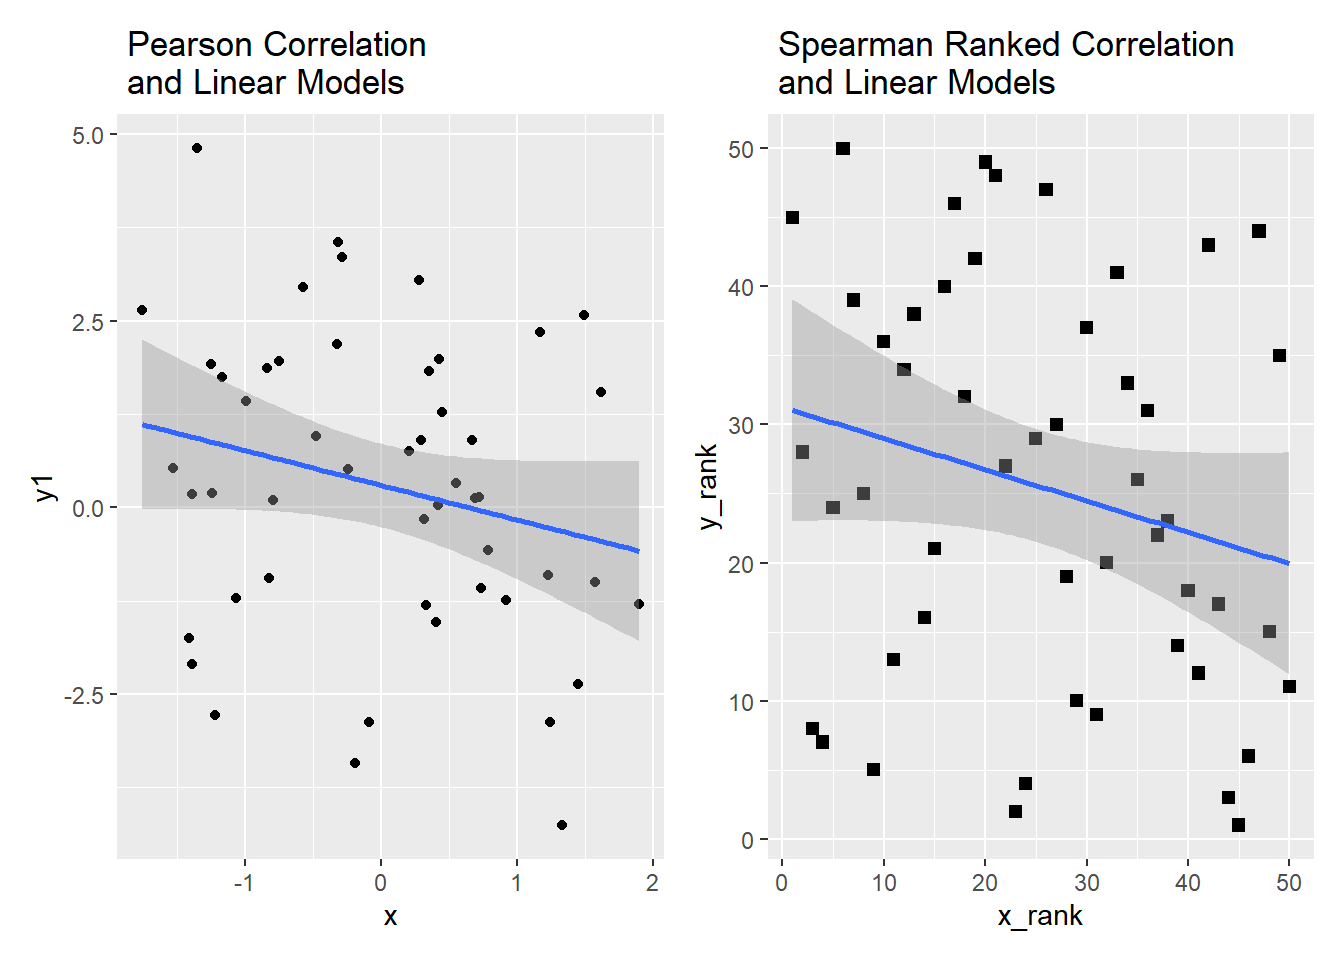 Pearson Correlation
and Linear Models
5.0
2.5
0.0
-2.5
y1
-1
0
1
2
x
Spearman Ranked Correlation
and Linear Models
50
40
30
20
10
0
y_rank
0
10
20
30
40
50
x_rank